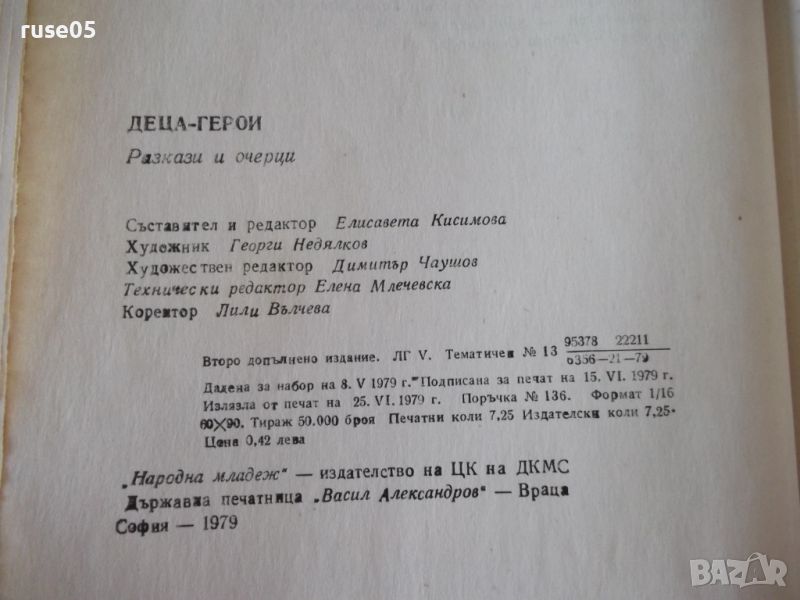 ruse05
ДЕЦА-ГЕРОИ
Разкази и очерци
Съставител и редактор Елисавета Кисимова
Художник Георги Недялков
Художествен редактор Димитър Чаушов
Технически редактор Елена Млечевска
Коректор Лили Вълчева
Второ допълнено издание. ЛГ V. Тематичен № 13 95378 22211
6356—21—79
Дадена за набор на 8. V 1979 г. Подписана за печат на 15. VI. 1979 г.
Излязла от печат на 25. VI. 1979 г. Поръчка № 136. Формат 1/16
60×90. Тираж 50.000 броя Печатни коли 7,25 Издателски коли 7,25.
Цена 0,42 лева
„Народна младеж“ — издателство на ЦК на ДКМС
Държавна печатница „Васил Александров“ — Враца
София — 1979
BAZAR